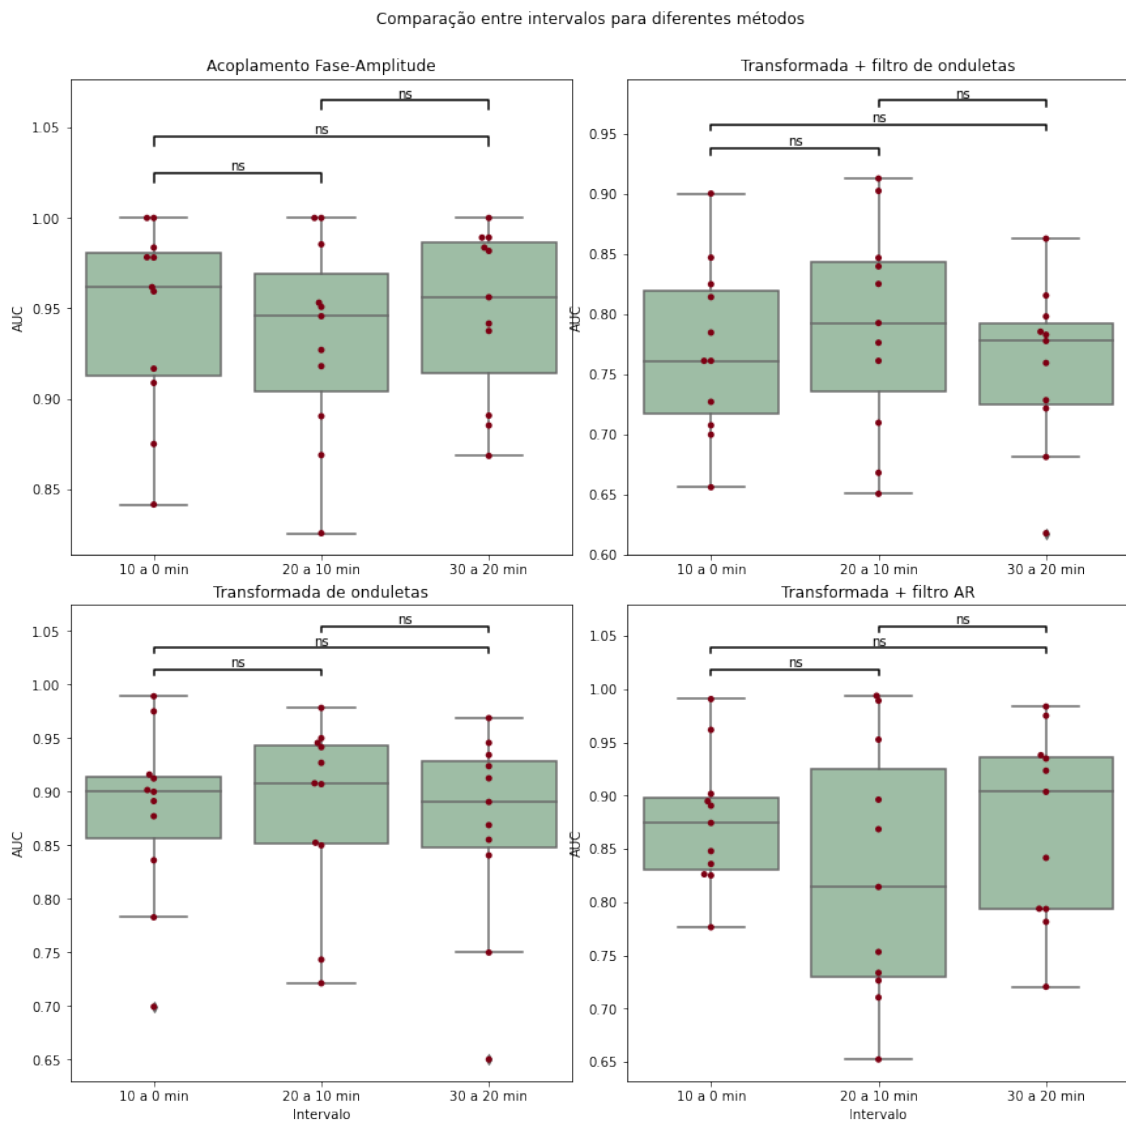 Comparação entre intervalos para diferentes métodos
Acoplamento Fase-Amplitude
ns
ns
ns
1.05
1.00
0.95
0.90
0.85
AUC
10 a 0 min
20 a 10 min
30 a 20 min
Transformada + filtro de onduletas
ns
ns
ns
0.95
0.90
0.85
0.80
0.75
0.70
0.65
0.60
AUC
10 a 0 min
20 a 10 min
30 a 20 min
Transformada de onduletas
ns
ns
ns
1.05
1.00
0.95
0.90
0.85
0.80
0.75
0.70
0.65
AUC
10 a 0 min
20 a 10 min
30 a 20 min
Intervalo
Transformada + filtro AR
ns
ns
ns
1.05
1.00
0.95
0.90
0.85
0.80
0.75
0.70
0.65
AUC
10 a 0 min
20 a 10 min
30 a 20 min
Intervalo